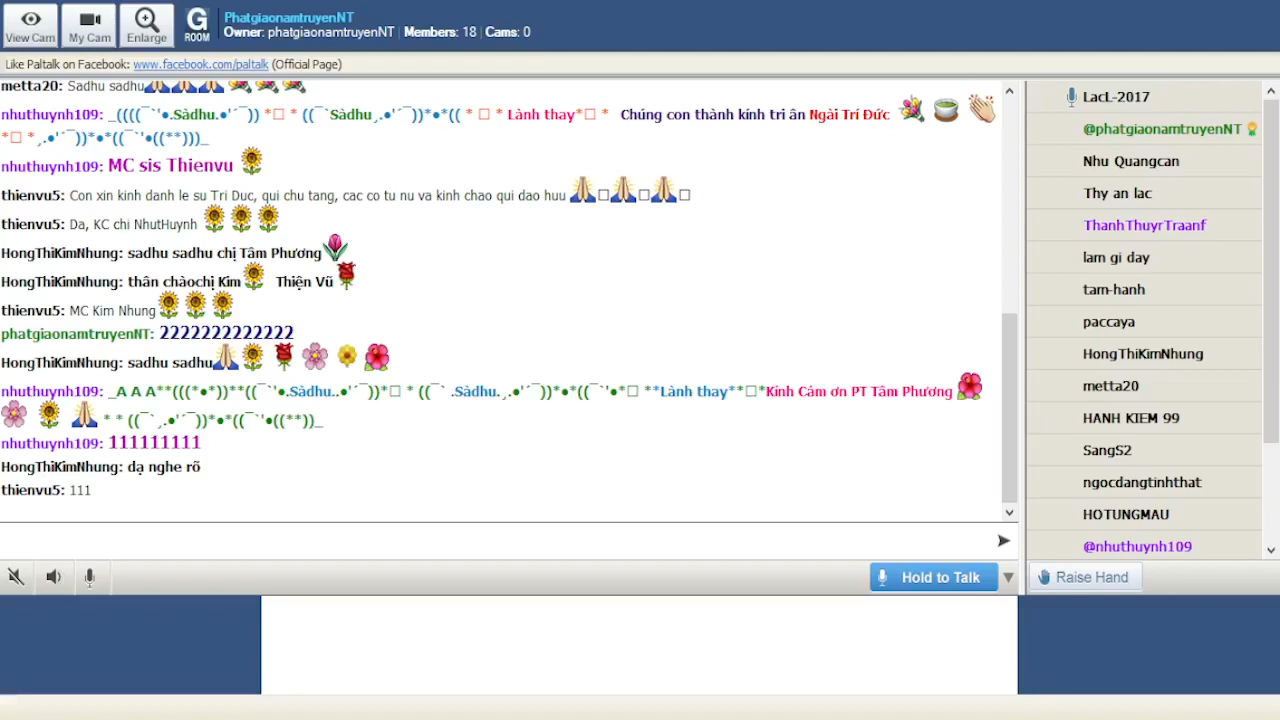 View Cam
My Cam
Enlarge
G
ROOM
PhatgiaonamtruyenNT
Owner: phatgiaonamtruyenNT | Members: 18 | Cams: 0
Like Paltalk on Facebook: www.facebook.com/paltalk (Official Page)
metta20: Sadhu sadhu🙏🙏🙏💐💐💐
nhuthuynh109: _((((¯`'•.Sàdhu.•'´¯)) *□ * ((¯`Sàdhu¸.•'´¯))*•*(( * □ * Lành thay*□ * Chúng con thành kính tri ân Ngài Trí Đức 💐 🍵 👏
*□ *¸.•'´¯))*•*((¯`'•((**)))_
nhuthuynh109: MC sis Thienvu 🌻
thienvu5: Con xin kinh danh le su Tri Duc, qui chu tang, cac co tu nu va kinh chao qui dao huu 🙏□🙏□🙏□
thienvu5: Da, KC chi NhutHuynh 🌻🌻🌻
HongThiKimNhung: sadhu sadhu chị Tâm Phương🌷
HongThiKimNhung: thân chàochị Kim🌻 Thiện Vũ🌹
thienvu5: MC Kim Nhung🌻🌻🌻
phatgiaonamtruyenNT: 2222222222222
HongThiKimNhung: sadhu sadhu🙏🌻🌹🌸🌼🌺
nhuthuynh109: _A A A**(((*•*))**((¯`'•.Sàdhu..•'´¯))*□ * ((¯` .Sàdhu.¸.•'´¯))*•*((¯`'•*□ **Lành thay**□*Kính Cám ơn PT Tâm Phương 🌺
🌸 🌻 🙏 * * ((¯`¸.•'´¯))*•*((¯`'•((**))_
nhuthuynh109: 111111111
HongThiKimNhung: dạ nghe rõ
thienvu5: 111
Hold to Talk
LacL-2017
@phatgiaonamtruyenNT
Nhu Quangcan
Thy an lac
ThanhThuyrTraanf
lam gi day
tam-hanh
paccaya
HongThiKimNhung
metta20
HANH KIEM 99
SangS2
ngocdangtinhthat
HOTUNGMAU
@nhuthuynh109
Raise Hand